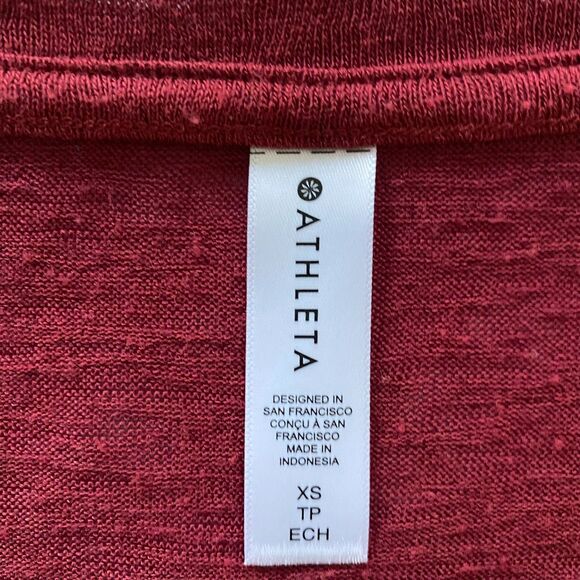 ATHLETA
DESIGNED IN
SAN FRANCISCO
CONÇU À SAN
FRANCISCO
MADE IN
INDONESIA
XS
TP
ECH